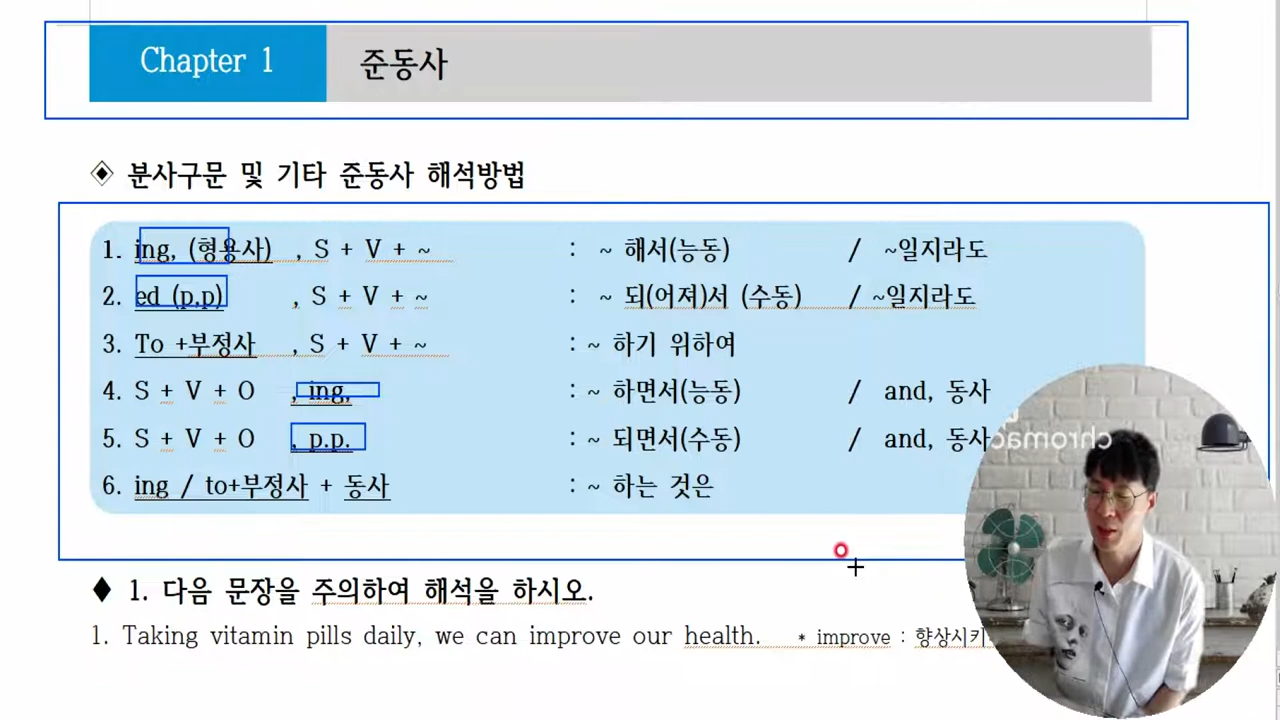 Chapter 1 준동사
분사구문 및 기타 준동사 해석방법
1. ing, (형용사) , S + V + ~ : ~ 해서(능동) / ~일지라도
2. ed (p.p) , S + V + ~ : ~ 되(어져)서 (수동) / ~일지라도
3. To +부정사 , S + V + ~ : ~ 하기 위하여
4. S + V + O , ing, : ~ 하면서(능동) / and, 동사
5. S + V + O , p.p. : ~ 되면서(수동) / and, 동사
6. ing / to+부정사 + 동사 : ~ 하는 것은
chromac
◆ 1. 다음 문장을 주의하여 해석을 하시오.
1. Taking vitamin pills daily, we can improve our health. * improve : 향상시키